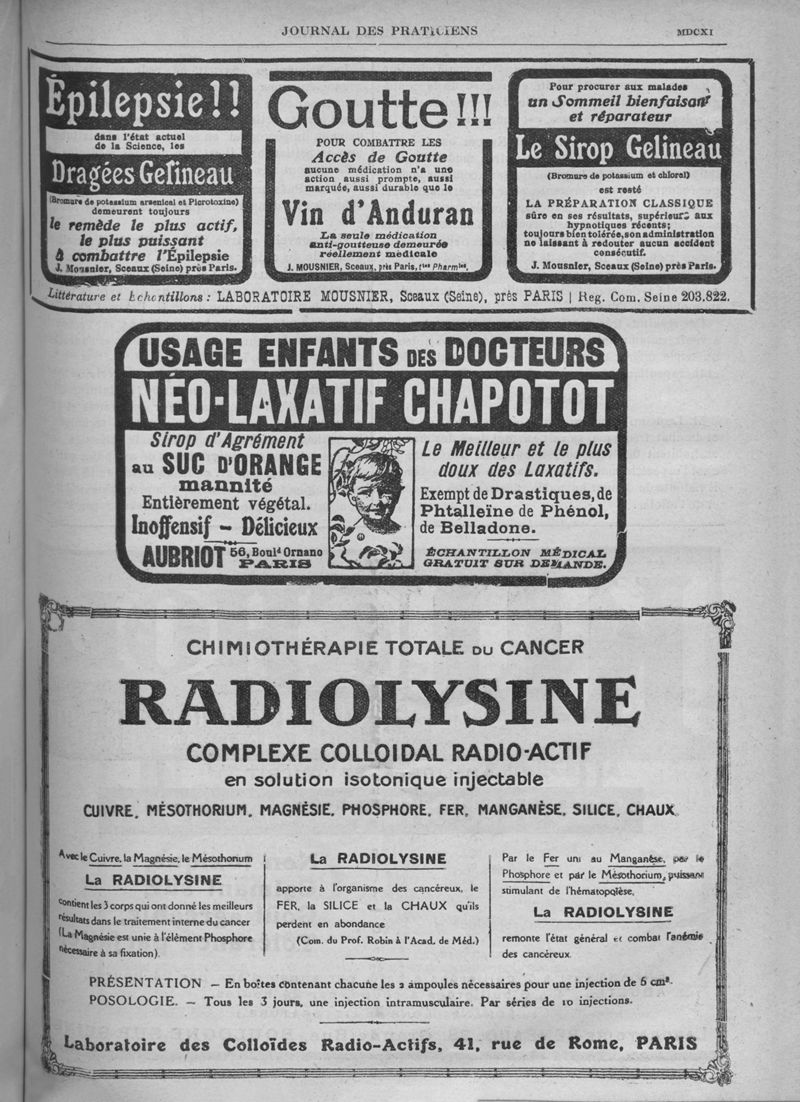 JOURNAL DES PRATICIENS
MDCXI
Épilepsie!!
dans l'état actuel
de la Science, les
Dragées Gelineau
(Bromure de potassium arsenical et Picrotoxine)
demeurent toujours
le remède le plus actif,
le plus puissant
à combattre l'Épilepsie
J. Mousnier, Sceaux (Seine) près Paris.
Goutte!!!
POUR COMBATTRE LES
Accès de Goutte
aucune médication n'a une
action aussi prompte, aussi
marquée, aussi durable que le
Vin d'Anduran
La seule médication
anti-goutteuse demeurée
réellement médicale
J. MOUSNIER, Sceaux, près Paris, ttes Pharmies.
Pour procurer aux malades
un Sommeil bienfaisant
et réparateur
Le Sirop Gelineau
(Bromure de potassium et chloral)
est resté
LA PRÉPARATION CLASSIQUE
sûre en ses résultats, supérieure aux
hypnotiques récents;
toujours bien tolérée, son administration
ne laissant à redouter aucun accident
consécutif.
J. Mousnier, Sceaux (Seine) près Paris.
Littérature et Echantillons : LABORATOIRE MOUSNIER, Sceaux (Seine), près PARIS | Reg. Com. Seine 203.822.
USAGE ENFANTS DES DOCTEURS
NÉO-LAXATIF CHAPOTOT
Sirop d'Agrément
au SUC D'ORANGE
mannité
Entièrement végétal.
Inoffensif – Délicieux
AUBRIOT 56, Bould Ornano
PARIS
Le Meilleur et le plus
doux des Laxatifs.
Exempt de Drastiques, de
Phtalleïne de Phénol,
de Belladone.
ÉCHANTILLON MÉDICAL
GRATUIT SUR DEMANDE.
CHIMIOTHÉRAPIE TOTALE DU CANCER
RADIOLYSINE
COMPLEXE COLLOIDAL RADIO-ACTIF
en solution isotonique injectable
CUIVRE, MÉSOTHORIUM, MAGNÉSIE, PHOSPHORE, FER, MANGANÈSE, SILICE, CHAUX
Avec le Cuivre, la Magnésie, le Mésothorium
La RADIOLYSINE
contient les 3 corps qui ont donné les meilleurs
résultats dans le traitement interne du cancer
(La Magnésie est unie à l'élément Phosphore
nécessaire à sa fixation).
La RADIOLYSINE
apporte à l'organisme des cancéreux, le
FER, la SILICE et la CHAUX qu'ils
perdent en abondance
(Com. du Prof. Robin à l'Acad. de Méd.)
Par le Fer uni au Manganèse, par le
Phosphore et par le Mésothorium, puissant
stimulant de l'hématopoïèse,
La RADIOLYSINE
remonte l'état général et combat l'anémie
des cancéreux.
PRÉSENTATION — En boîtes contenant chacune les 2 ampoules nécessaires pour une injection de 6 cm³.
POSOLOGIE. — Tous les 3 jours, une injection intramusculaire. Par séries de 10 injections.
Laboratoire des Colloïdes Radio-Actifs, 41, rue de Rome, PARIS